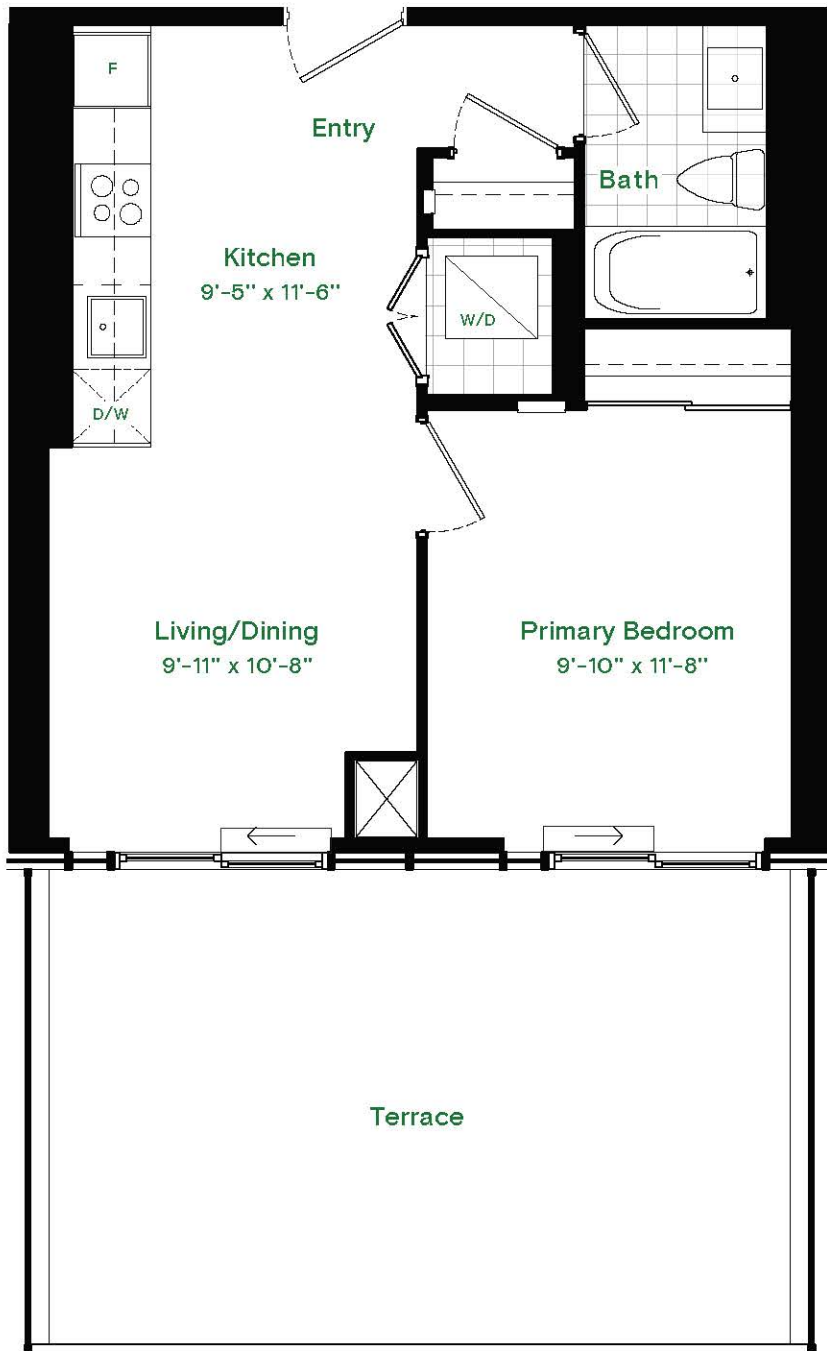 F
Entry
Bath
Kitchen
9'-5" x 11'-6"
W/D
D/W
Living/Dining
9'-11" x 10'-8"
Primary Bedroom
9'-10" x 11'-8"
Terrace